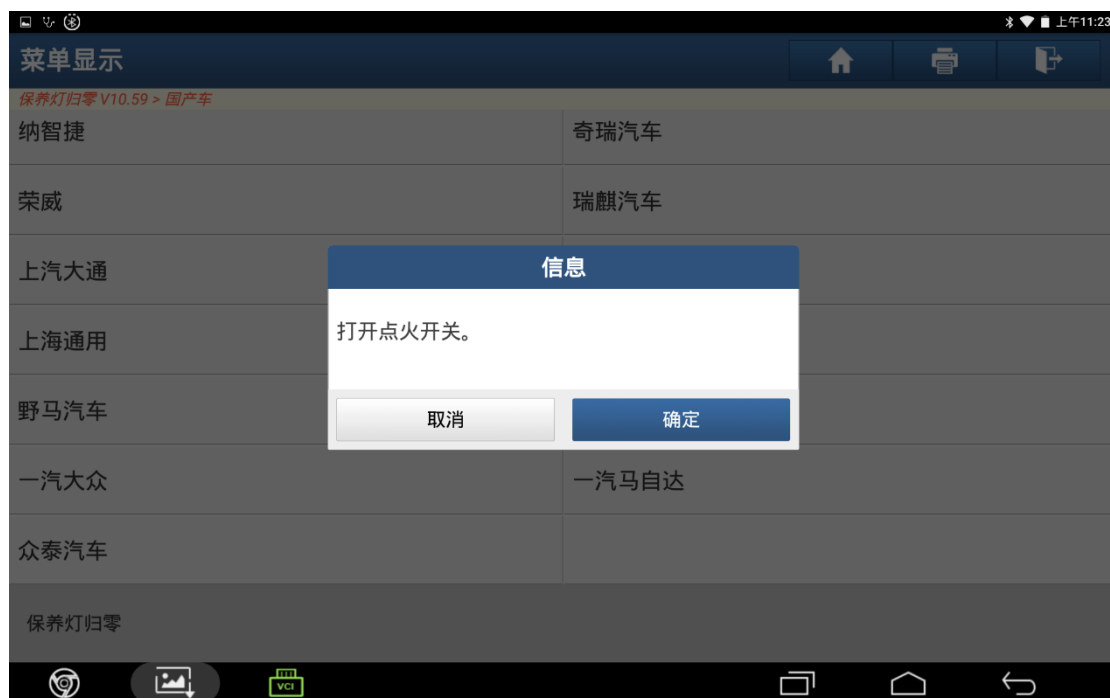 上午11:23
菜单显示
保养灯归零 V10.59 > 国产车
纳智捷
奇瑞汽车
荣威
瑞麒汽车
上汽大通
信息
上海通用
打开点火开关。
野马汽车
取消
确定
一汽大众
一汽马自达
众泰汽车
保养灯归零
VCI